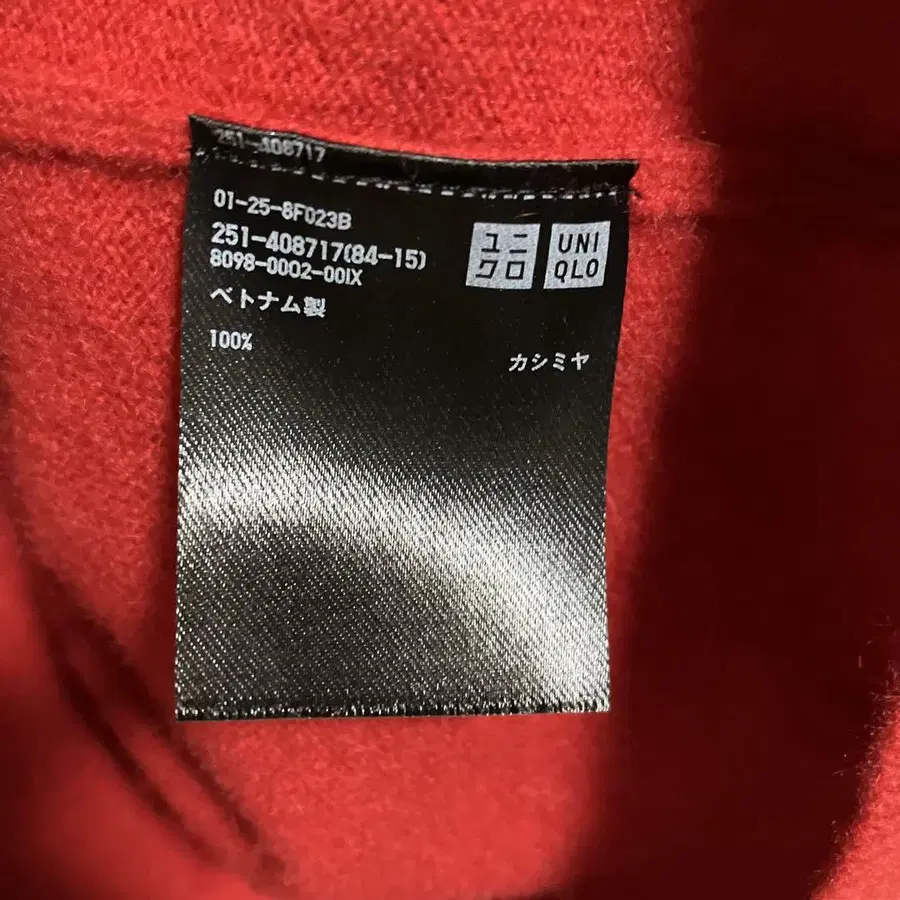 251-408717
01-25-8F023B
251-408717(84-15)
8098-0002-00IX
ユニ
クロ
UNI
QLO
ベトナム製
100%
カシミヤ